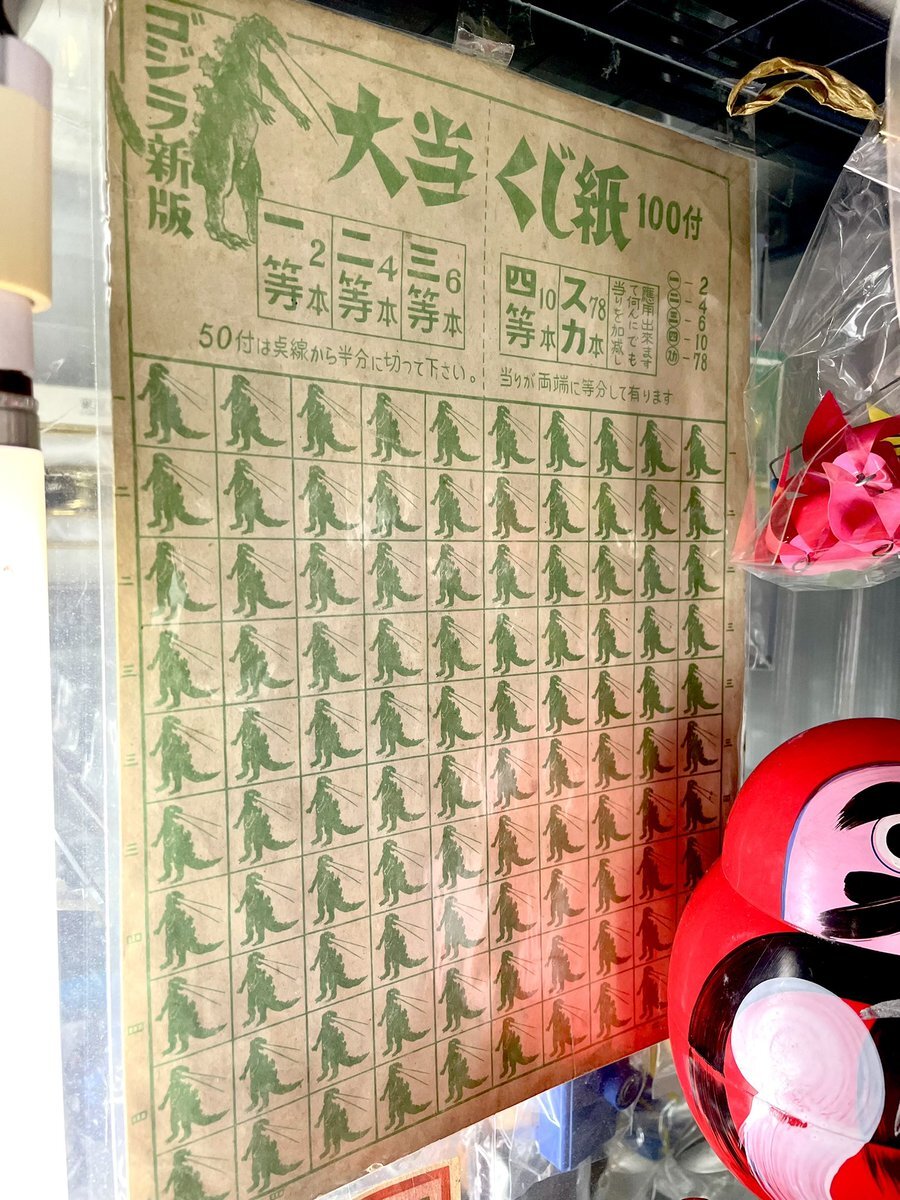 ゴジラ新版
大当くじ紙 100付
一等 2本
二等 4本
三等 6本
四等 10本
スカ 78本
應用出来ます
て何んにでも
当りを加減し
一 - 2
二 - 4
三 - 6
四 - 10
カ - 78
50付は点線から半分に切って下さい。
当りが両端に等分して有ります